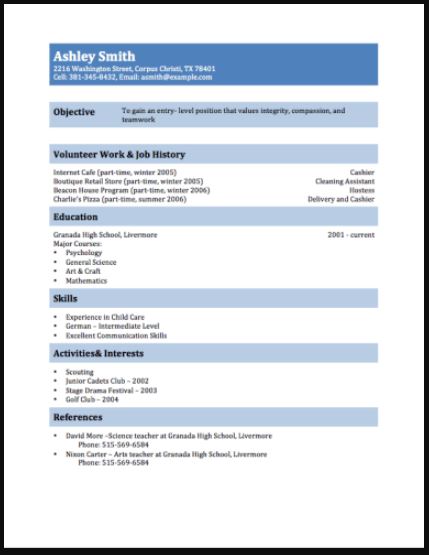 Ashley Smith
2216 Washington Street, Corpus Christi, TX 78401
Cell: 381-345-8432, Email: asmith@example.com
Objective To gain an entry- level position that values integrity, compassion, and
teamwork
Volunteer Work & Job History
Internet Cafe (part-time, winter 2005) Cashier
Boutique Retail Store (part-time, winter 2005) Cleaning Assistant
Beacon House Program (part-time, winter 2006) Hostess
Charlie's Pizza (part-time, summer 2006) Delivery and Cashier
Education
Granada High School, Livermore 2001 - current
Major Courses:
• Psychology
• General Science
• Art & Craft
• Mathematics
Skills
• Experience in Child Care
• German – Intermediate Level
• Excellent Communication Skills
Activities& Interests
• Scouting
• Junior Cadets Club – 2002
• Stage Drama Festival – 2003
• Golf Club – 2004
References
• David More –Science teacher at Granada High School, Livermore
Phone: 515-569-6584
• Nixon Carter – Arts teacher at Granada High School, Livermore
Phone: 515-569-6584